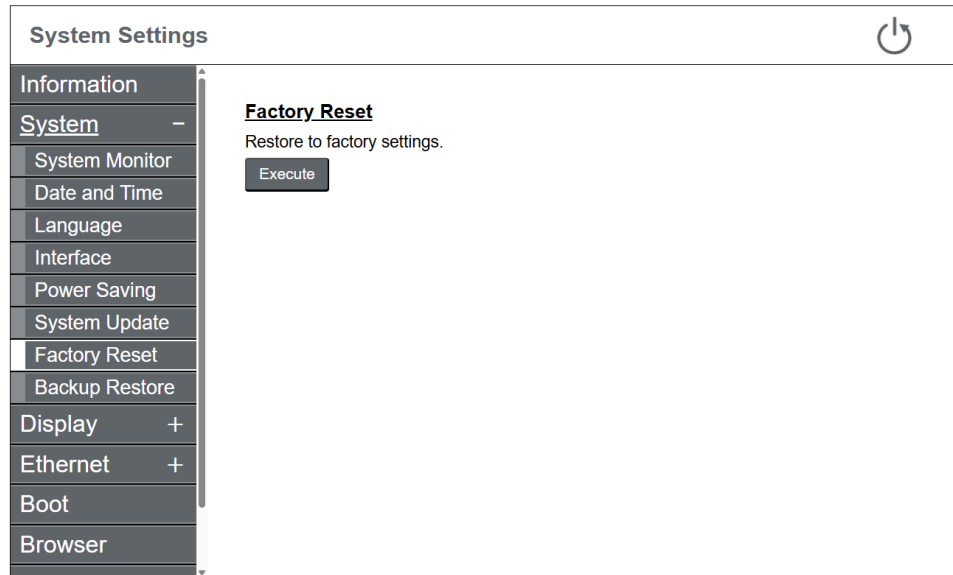 System Settings
Information
System −
System Monitor
Date and Time
Language
Interface
Power Saving
System Update
Factory Reset
Backup Restore
Display +
Ethernet +
Boot
Browser
Factory Reset
Restore to factory settings.
Execute